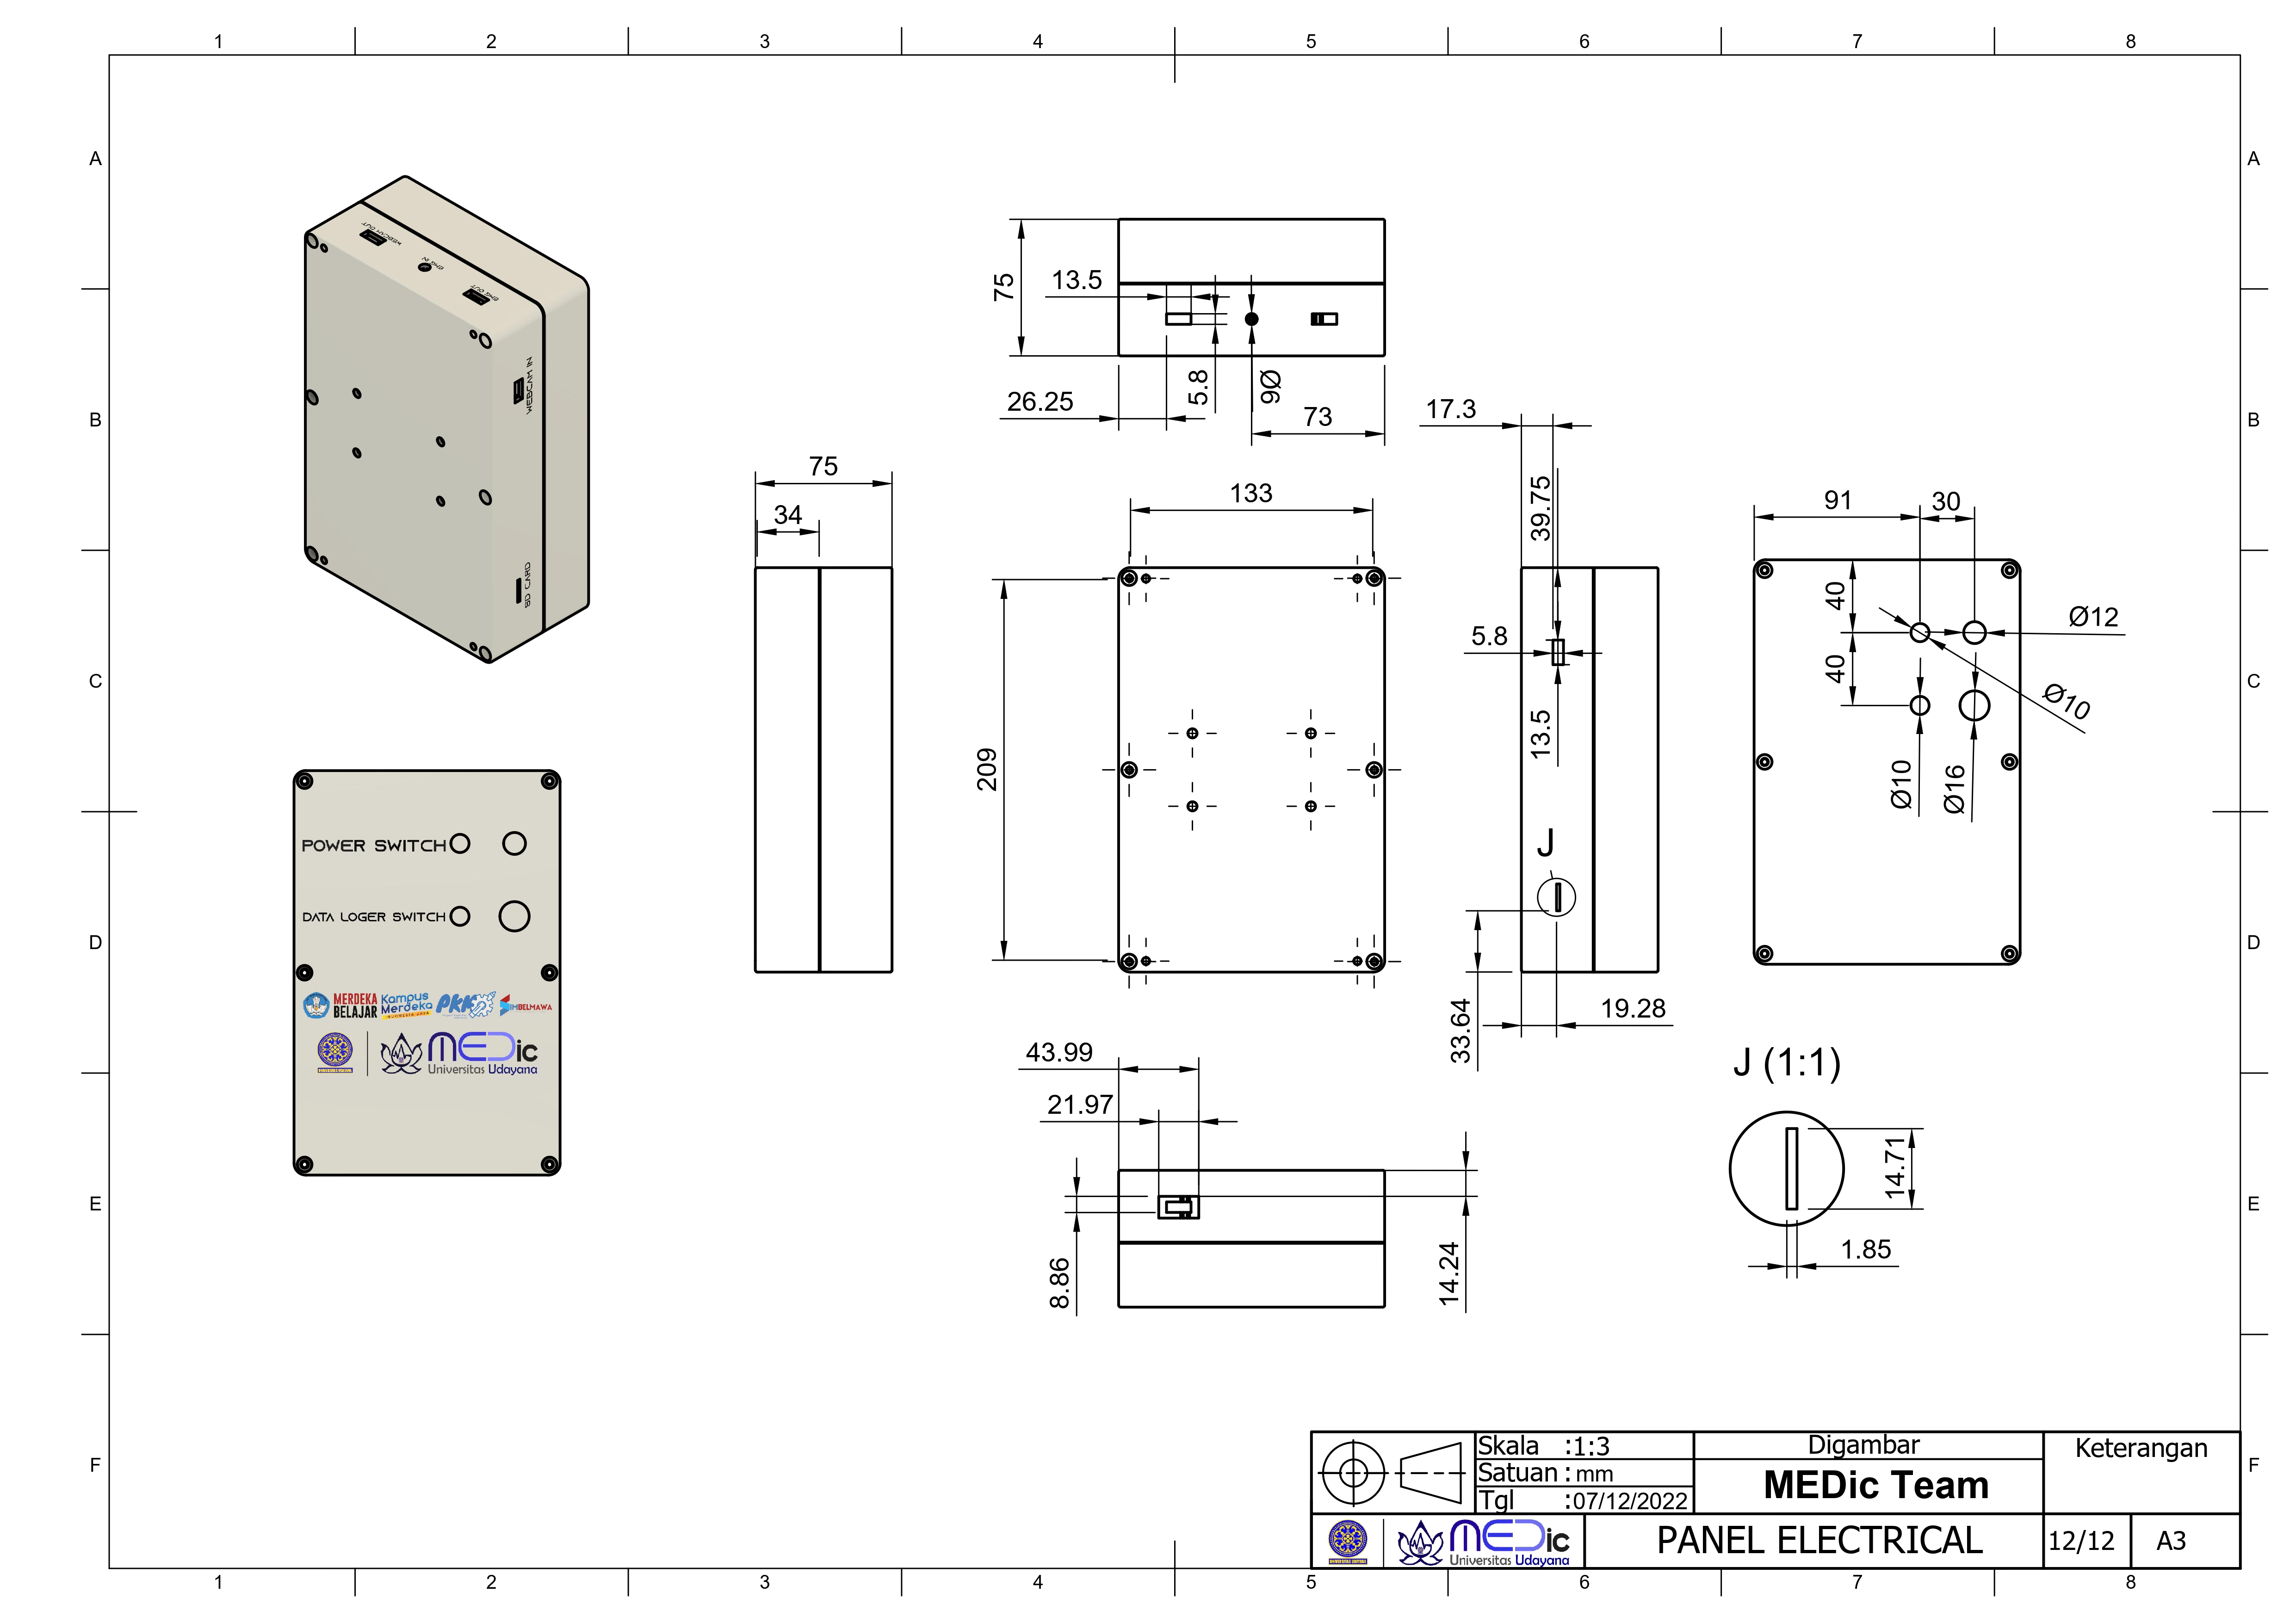 1 2 3 4 5 6 7 8
A A
B B
C C
D D
E E
F F
WEBCAM OUT
EMG IN
EMG OUT
WEBCAM IN
SD CARD
75
13.5
5.8
9Ø
26.25
73
75
34
133
209
17.3
39.75
5.8
13.5
J
33.64
19.28
91
30
40
40
Ø12
Ø10
Ø10
Ø16
POWER SWITCH
DATA LOGER SWITCH
MERDEKA
BELAJAR
Kampus
Merdeka
PKM
BELMAWA
MEDic
Universitas Udayana
43.99
21.97
8.86
14.24
J (1:1)
14.71
1.85
Skala :1:3
Satuan : mm
Tgl :07/12/2022
Digambar
MEDic Team
Keterangan
MEDic
Universitas Udayana
PANEL ELECTRICAL
12/12
A3
1 2 3 4 5 6 7 8